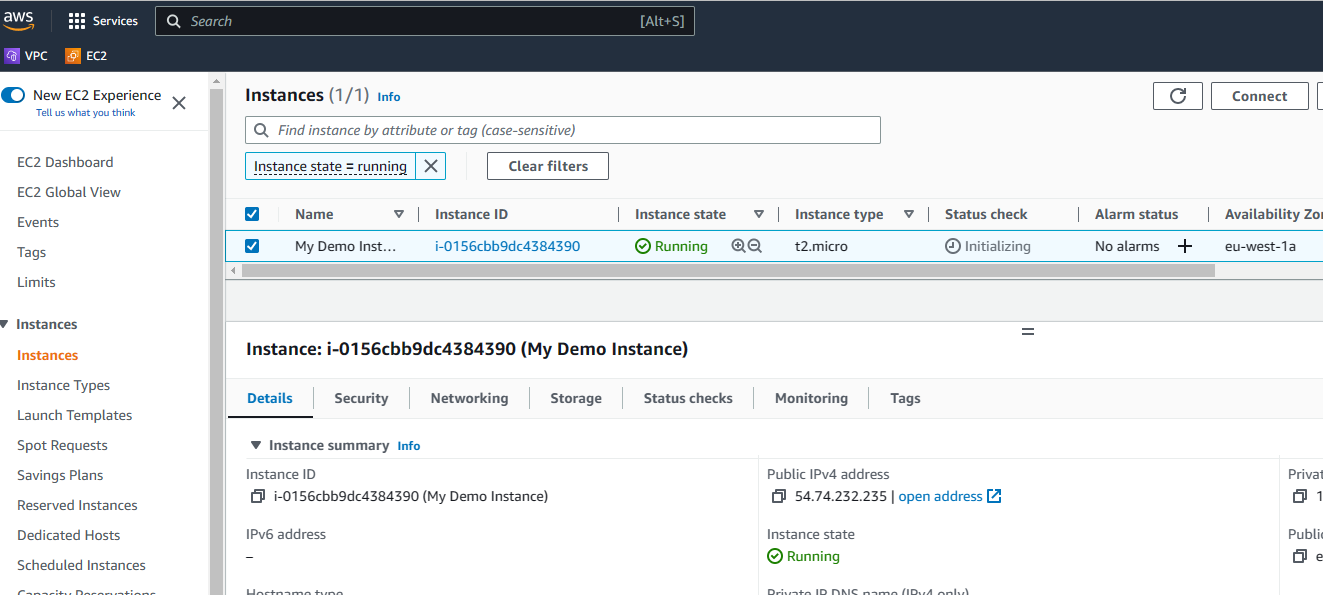 aws
Services
Search [Alt+S]
VPC EC2
New EC2 Experience
Tell us what you think
EC2 Dashboard
EC2 Global View
Events
Tags
Limits
Instances
Instances
Instance Types
Launch Templates
Spot Requests
Savings Plans
Reserved Instances
Dedicated Hosts
Scheduled Instances
Capacity Reservations
Instances (1/1) Info
Connect
Find instance by attribute or tag (case-sensitive)
Instance state = running
Clear filters
Name Instance ID Instance state Instance type Status check Alarm status Availability Zo
My Demo Inst… i-0156cbb9dc4384390 Running t2.micro Initializing No alarms eu-west-1a
Instance: i-0156cbb9dc4384390 (My Demo Instance)
Details Security Networking Storage Status checks Monitoring Tags
Instance summary Info
Instance ID
i-0156cbb9dc4384390 (My Demo Instance)
Public IPv4 address
54.74.232.235 | open address
Privat
1
IPv6 address
–
Instance state
Running
Public
e
Hostname type
Private IP DNS name (IPv4 only)